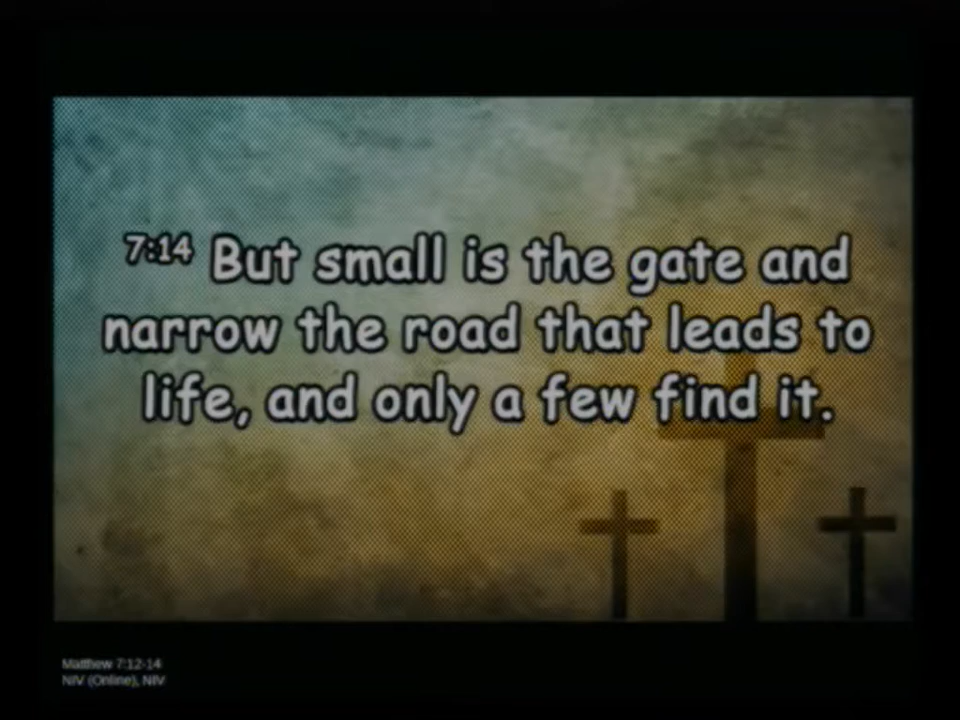 7:14 But small is the gate and
narrow the road that leads to
life, and only a few find it.
Matthew 7:12-14
NIV (Online), NIV